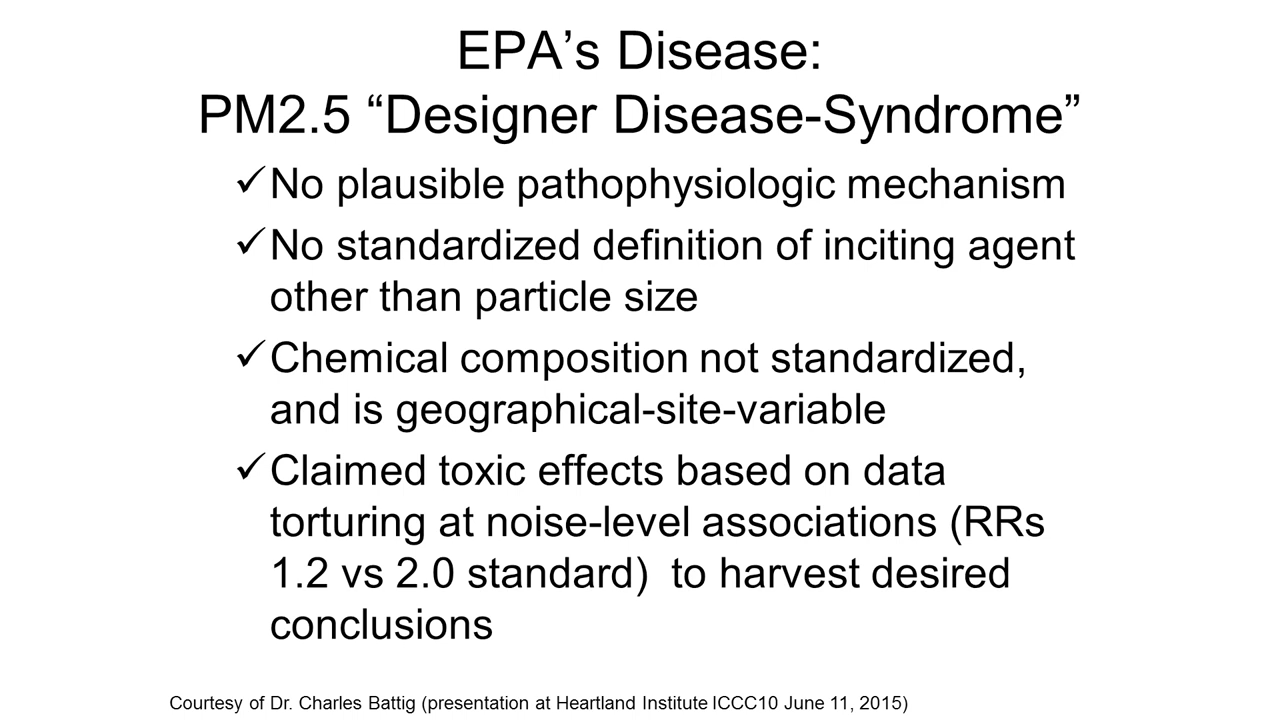 EPA’s Disease:
PM2.5 “Designer Disease-Syndrome”
✓No plausible pathophysiologic mechanism
✓No standardized definition of inciting agent
other than particle size
✓Chemical composition not standardized,
and is geographical-site-variable
✓Claimed toxic effects based on data
torturing at noise-level associations (RRs
1.2 vs 2.0 standard)  to harvest desired
conclusions
Courtesy of Dr. Charles Battig (presentation at Heartland Institute ICCC10 June 11, 2015)